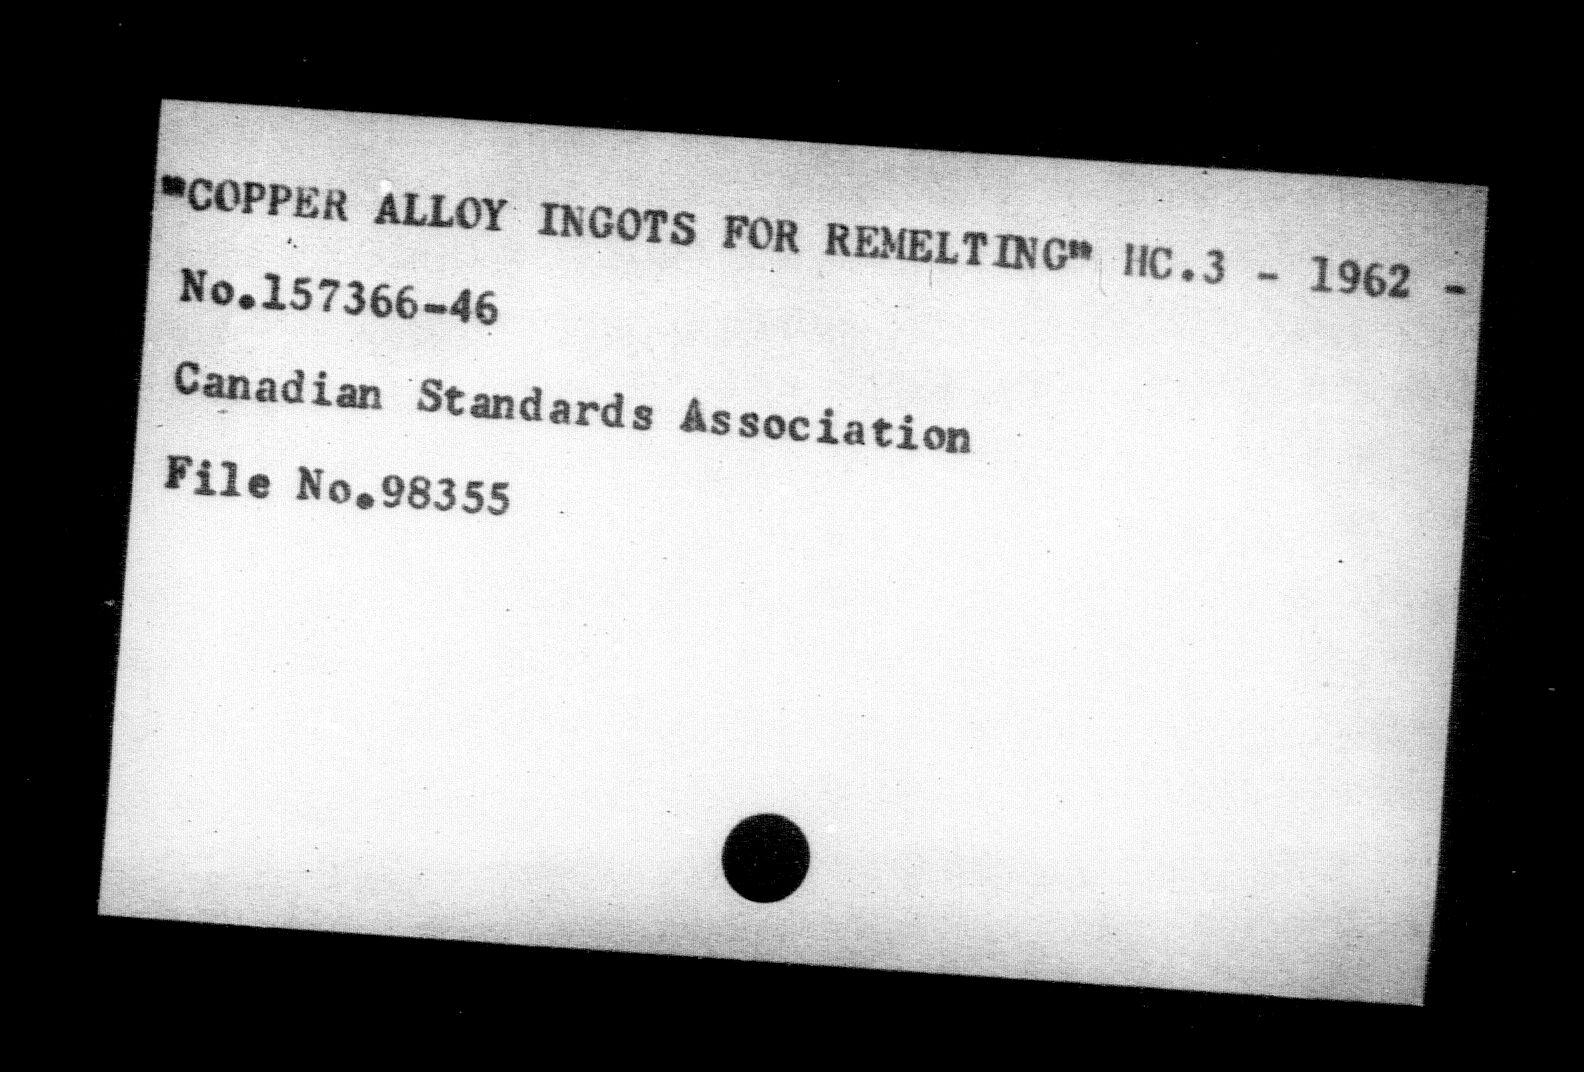 "COPPER ALLOY INGOTS FOR REMELTING" HC.3 - 1962 -
No.157366-46
Canadian Standards Association
File No.98355